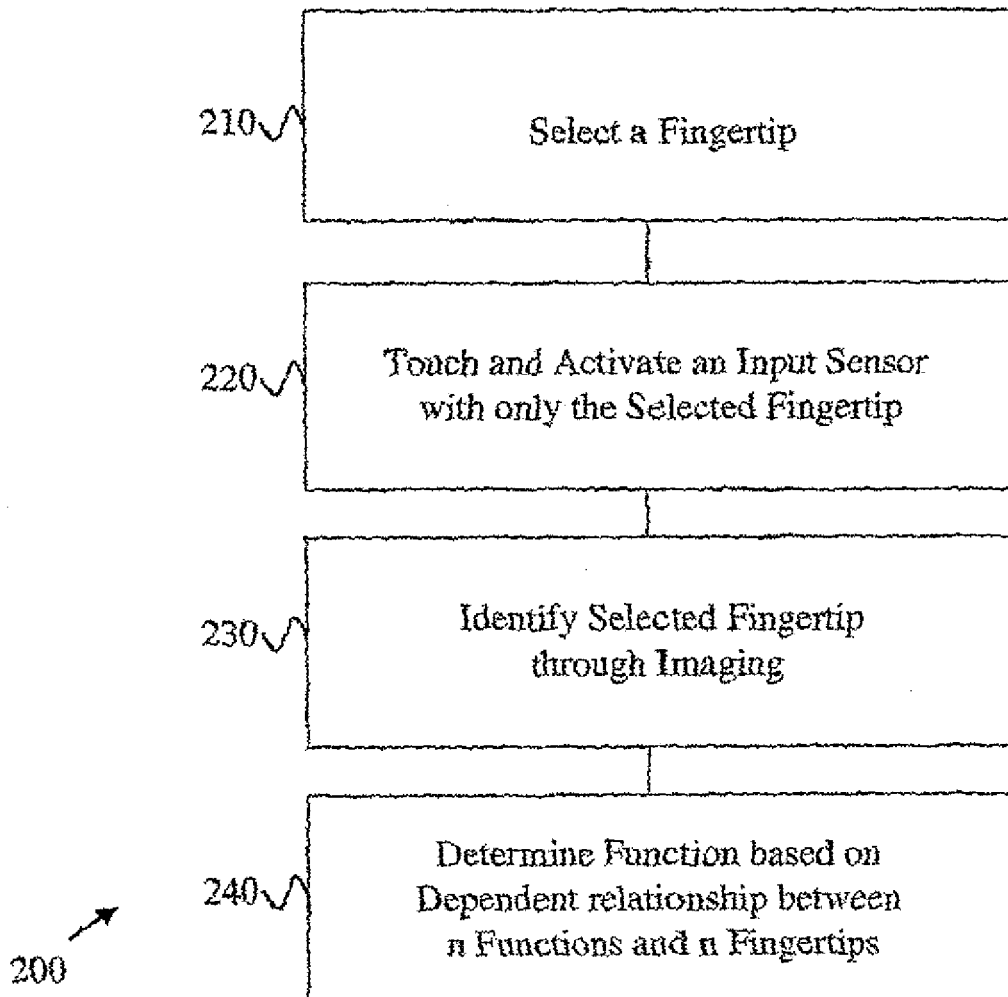 210
Select a Fingertip
220
Touch and Activate an Input Sensor
with only the Selected Fingertip
230
Identify Selected Fingertip
through Imaging
240
Determine Function based on
Dependent relationship between
n Functions and n Fingertips
200